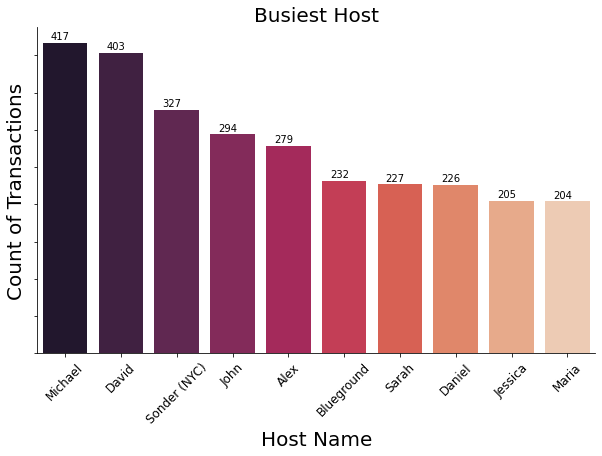 Busiest Host
417
403
327
294
279
232
227
226
205
204
Count of Transactions
Michael
David
Sonder (NYC)
John
Alex
Blueground
Sarah
Daniel
Jessica
Maria
Host Name